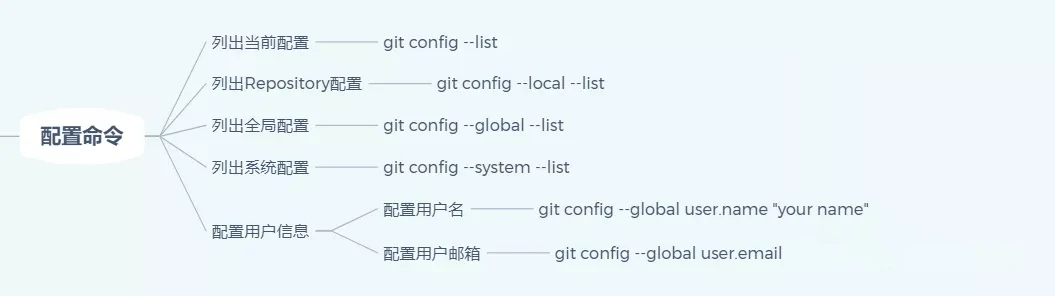 列出当前配置 git config --list
列出Repository配置 git config --local --list
列出全局配置 git config --global --list
配置命令
列出系统配置 git config --system --list
配置用户名 git config --global user.name "your name"
配置用户信息
配置用户邮箱 git config --global user.email